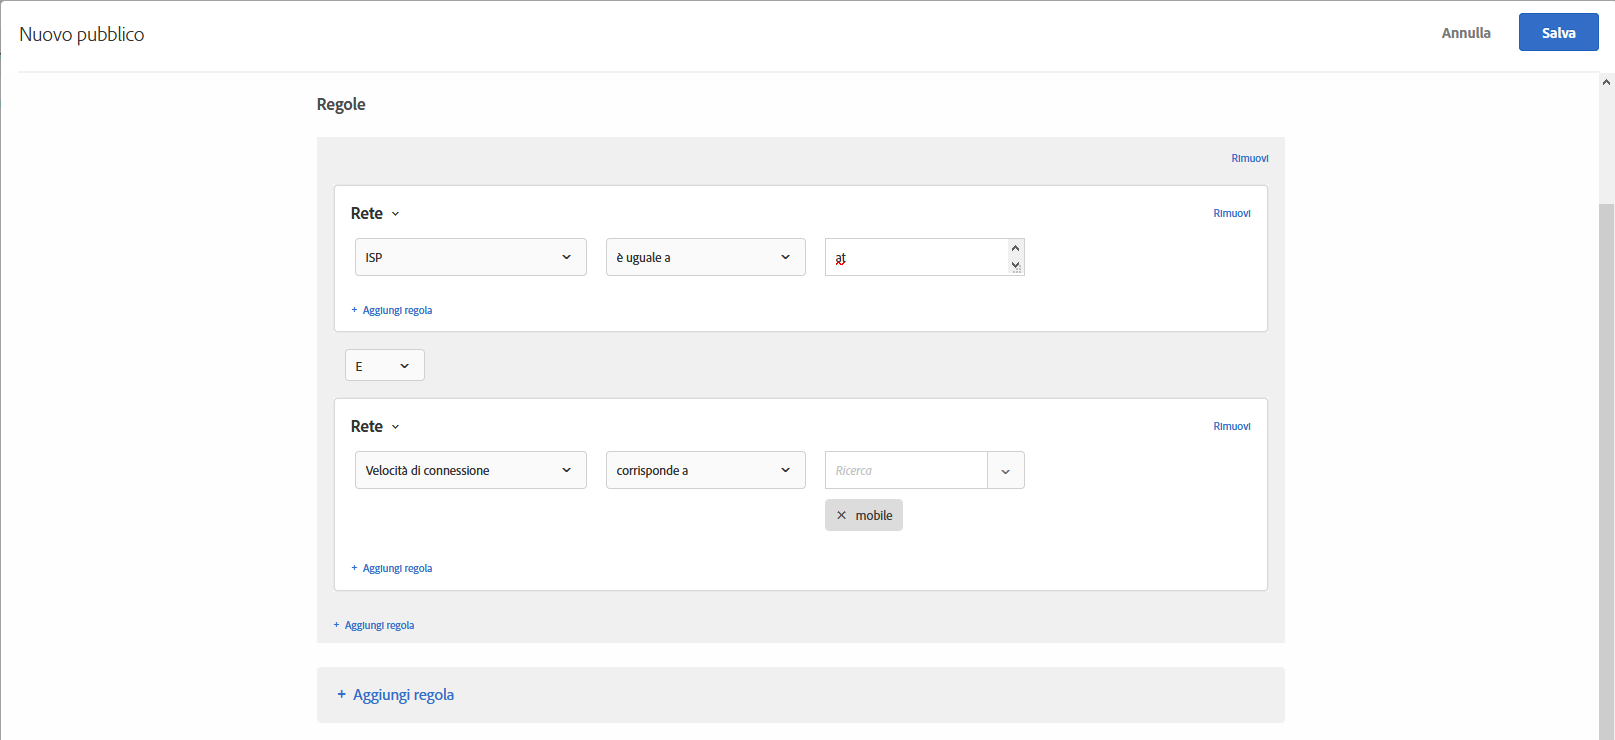 Nuovo pubblico
Annulla
Salva
Regole
Rimuovi
Rete
Rimuovi
ISP
è uguale a
at
+ Aggiungi regola
E
Rete
Rimuovi
Velocità di connessione
corrisponde a
Ricerca
× mobile
+ Aggiungi regola
+ Aggiungi regola
+ Aggiungi regola